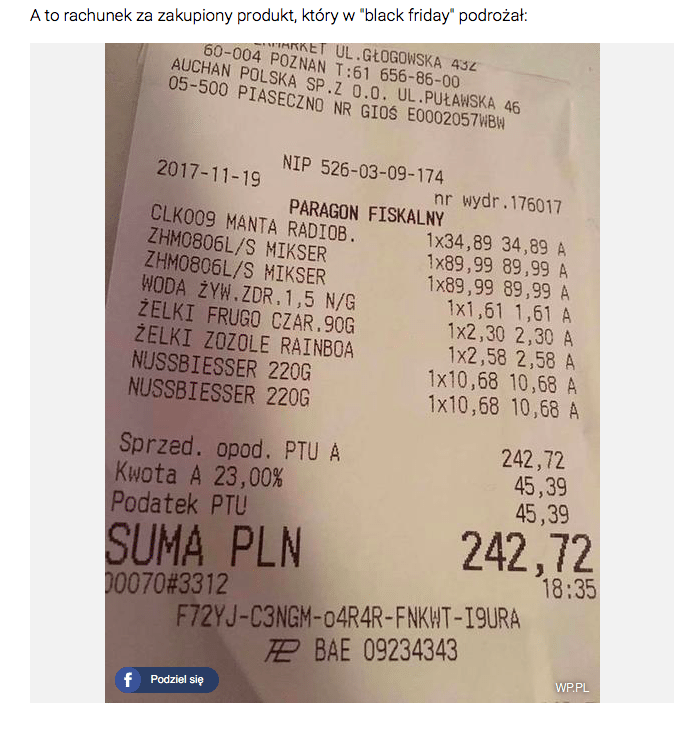 A to rachunek za zakupiony produkt, który w "black friday" podrożał:
UL.GŁOGOWSKA 432
60-004 POZNAN T:61 656-86-00
AUCHAN POLSKA SP.Z O.O. UL.PUŁAWSKA 46
05-500 PIASECZNO NR GIOŚ E0002057WBW
NIP 526-03-09-174
2017-11-19 nr wydr.176017
PARAGON FISKALNY
CLK009 MANTA RADIOB. 1x34,89 34,89 A
ZHM0806L/S MIKSER 1x89,99 89,99 A
ZHM0806L/S MIKSER 1x89,99 89,99 A
WODA ŻYW.ZDR.1,5 N/G 1x1,61 1,61 A
ŻELKI FRUGO CZAR.90G 1x2,30 2,30 A
ŻELKI ZOZOLE RAINBOA 1x2,58 2,58 A
NUSSBIESSER 220G 1x10,68 10,68 A
NUSSBIESSER 220G 1x10,68 10,68 A
Sprzed. opod. PTU A 242,72
Kwota A 23,00% 45,39
Podatek PTU 45,39
SUMA PLN 242,72
00070#3312 18:35
F72YJ-C3NGM-o4R4R-FNKWT-I9URA
BAE 09234343
f Podziel się
WP.PL